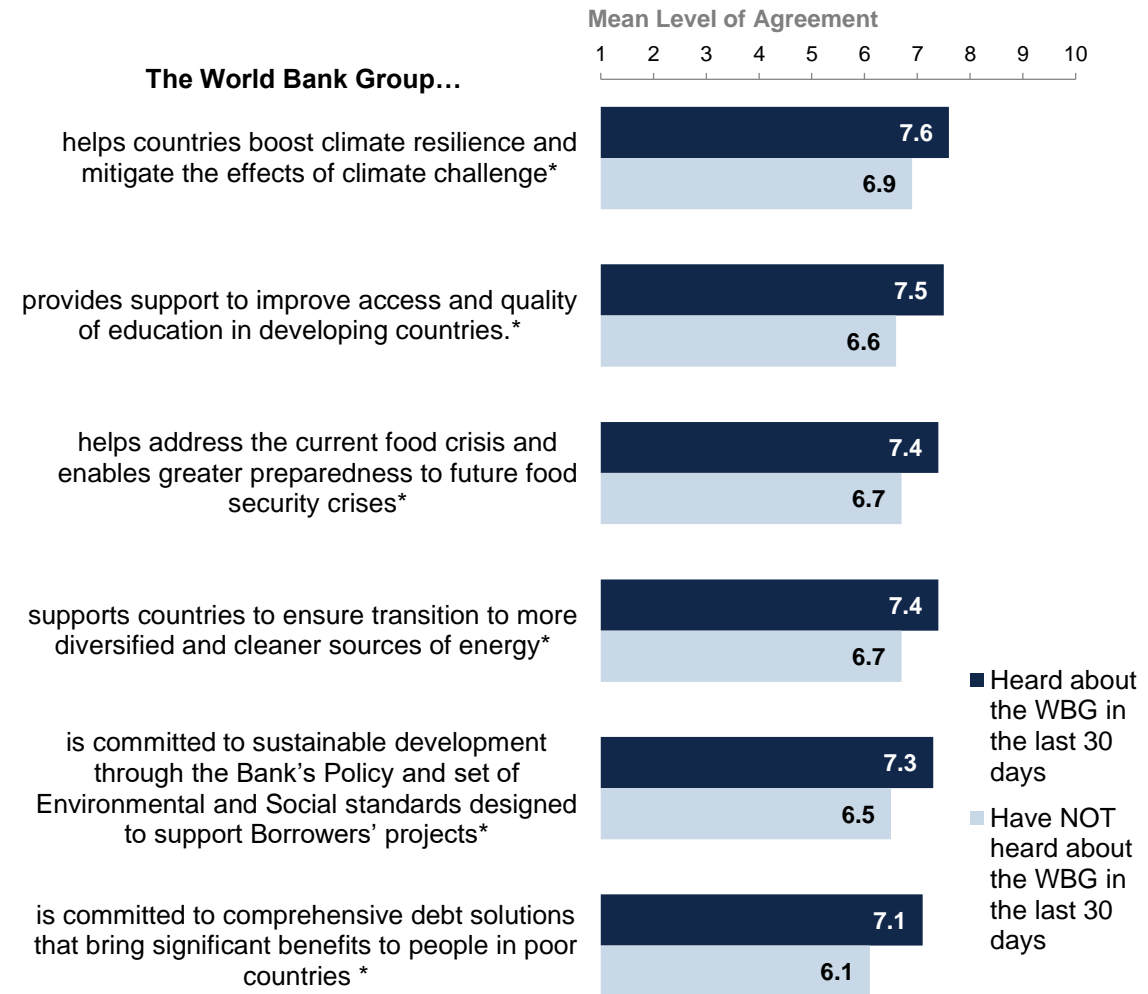 Mean Level of Agreement
1 2 3 4 5 6 7 8 9 10
The World Bank Group…
helps countries boost climate resilience and
mitigate the effects of climate challenge*
7.6
6.9
provides support to improve access and quality
of education in developing countries.*
7.5
6.6
helps address the current food crisis and
enables greater preparedness to future food
security crises*
7.4
6.7
supports countries to ensure transition to more
diversified and cleaner sources of energy*
7.4
6.7
is committed to sustainable development
through the Bank’s Policy and set of
Environmental and Social standards designed
to support Borrowers’ projects*
7.3
6.5
is committed to comprehensive debt solutions
that bring significant benefits to people in poor
countries *
7.1
6.1
Heard about
the WBG in
the last 30
days
Have NOT
heard about
the WBG in
the last 30
days